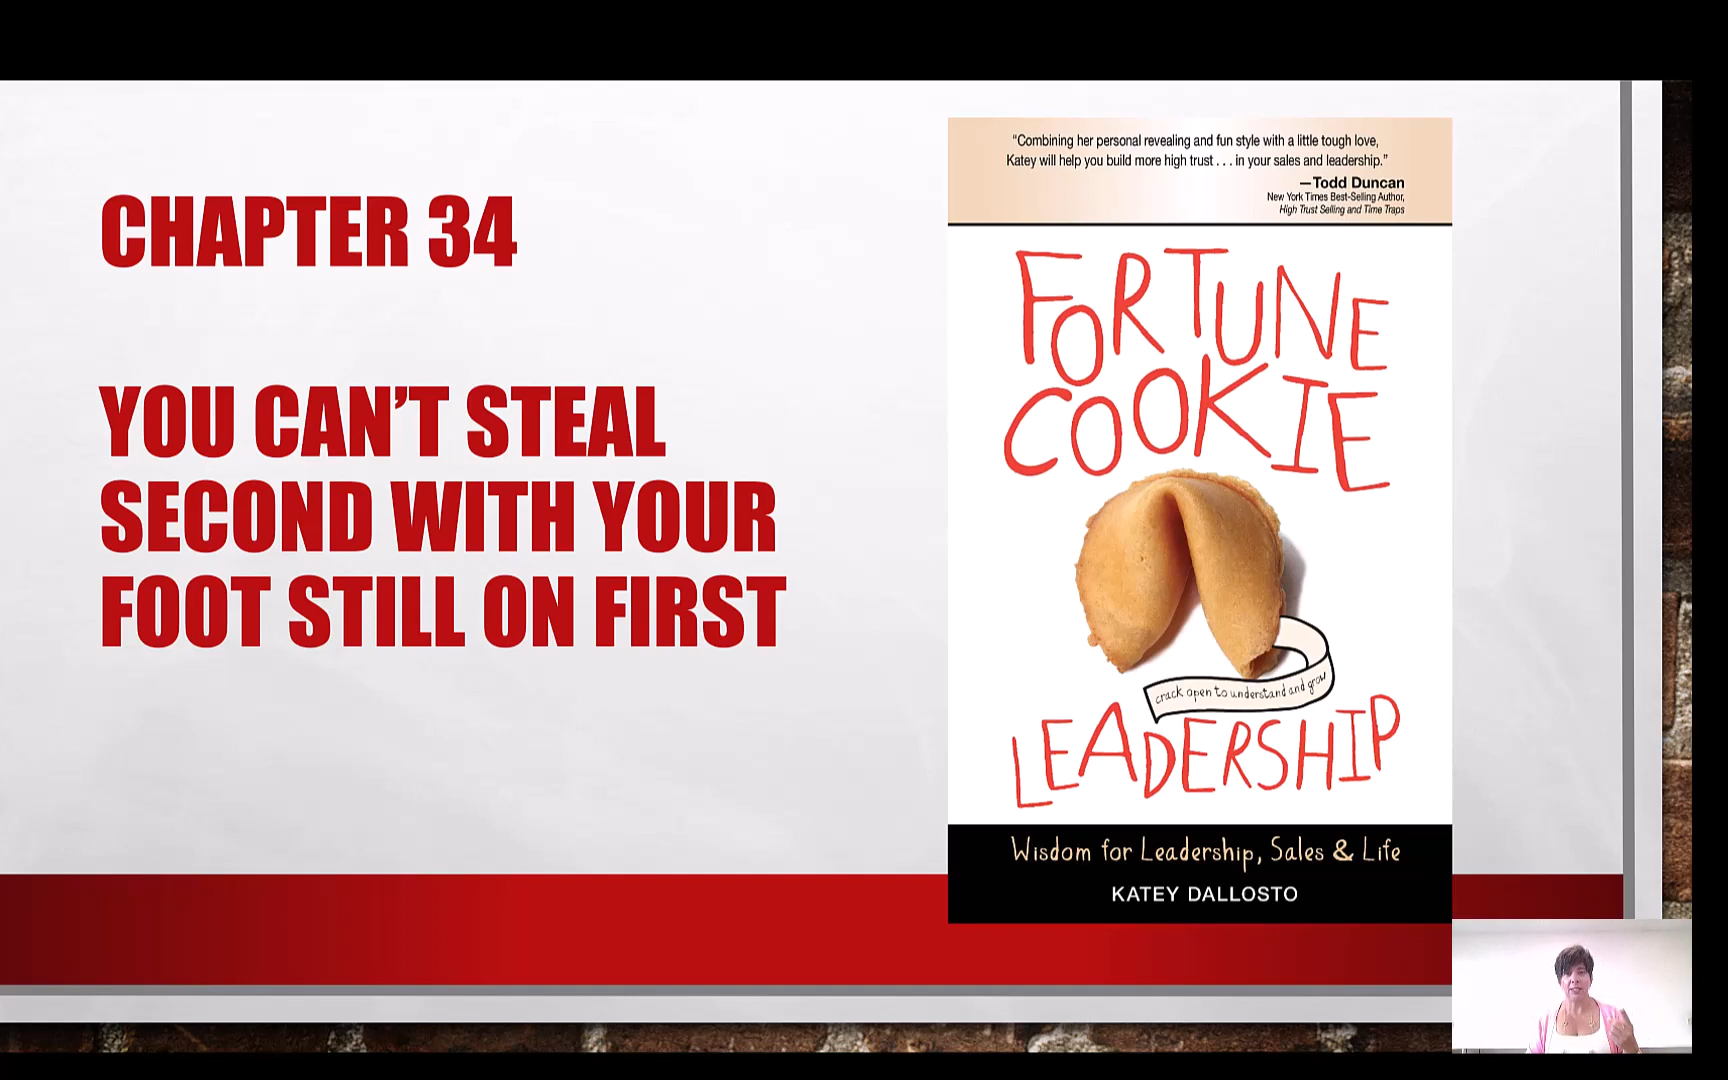 CHAPTER 34
YOU CAN'T STEAL
SECOND WITH YOUR
FOOT STILL ON FIRST
“Combining her personal revealing and fun style with a little tough love,
Katey will help you build more high trust . . . in your sales and leadership.”
—Todd Duncan
New York Times Best-Selling Author,
High Trust Selling and Time Traps
FORTUNE
COOKIE
crack open to understand and grow
LEADERSHIP
Wisdom for Leadership, Sales & Life
KATEY DALLOSTO